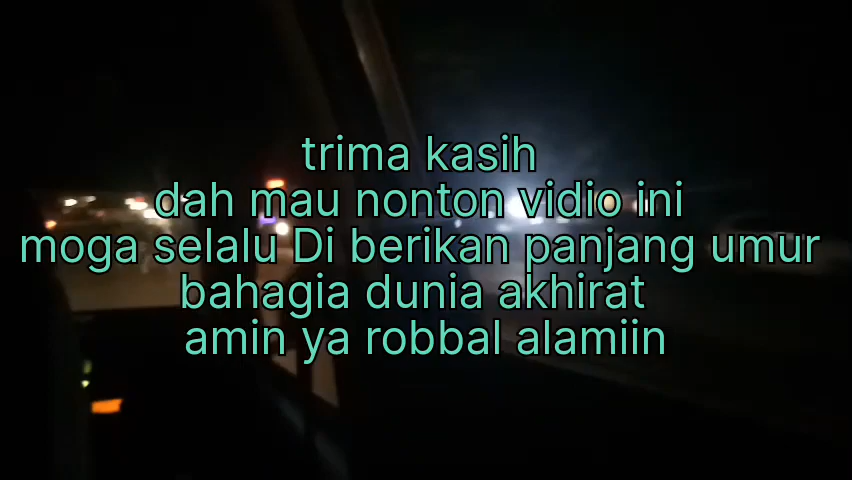 trima kasih
dah mau nonton vidio ini
moga selalu Di berikan panjang umur
bahagia dunia akhirat
amin ya robbal alamiin